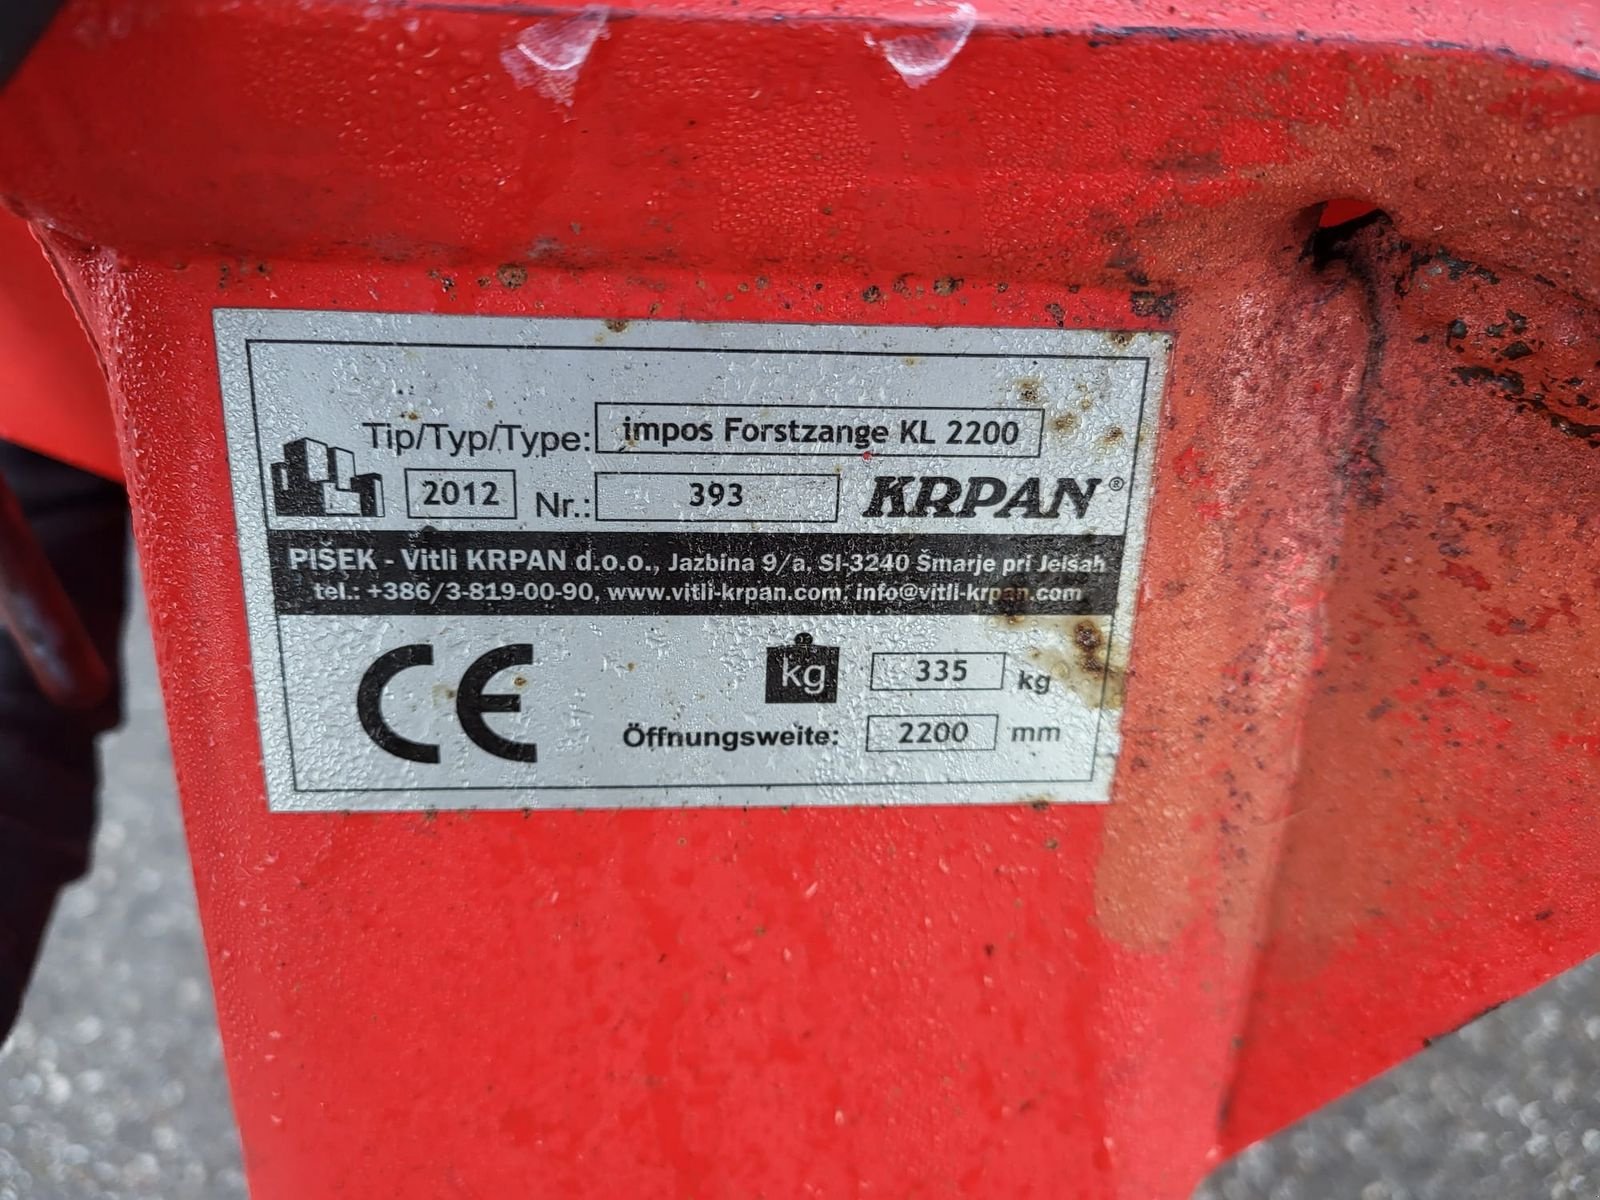 Tip/Typ/Type: impos Forstzange KL 2200
2012 Nr.: 393 KRPAN®
PIŠEK - Vitli KRPAN d.o.o., Jazbina 9/a, SI-3240 Šmarje pri Jelšah
tel.: +386/3-819-00-90, www.vitli-krpan.com, info@vitli-krpan.com
CE kg 335 kg
Öffnungsweite: 2200 mm